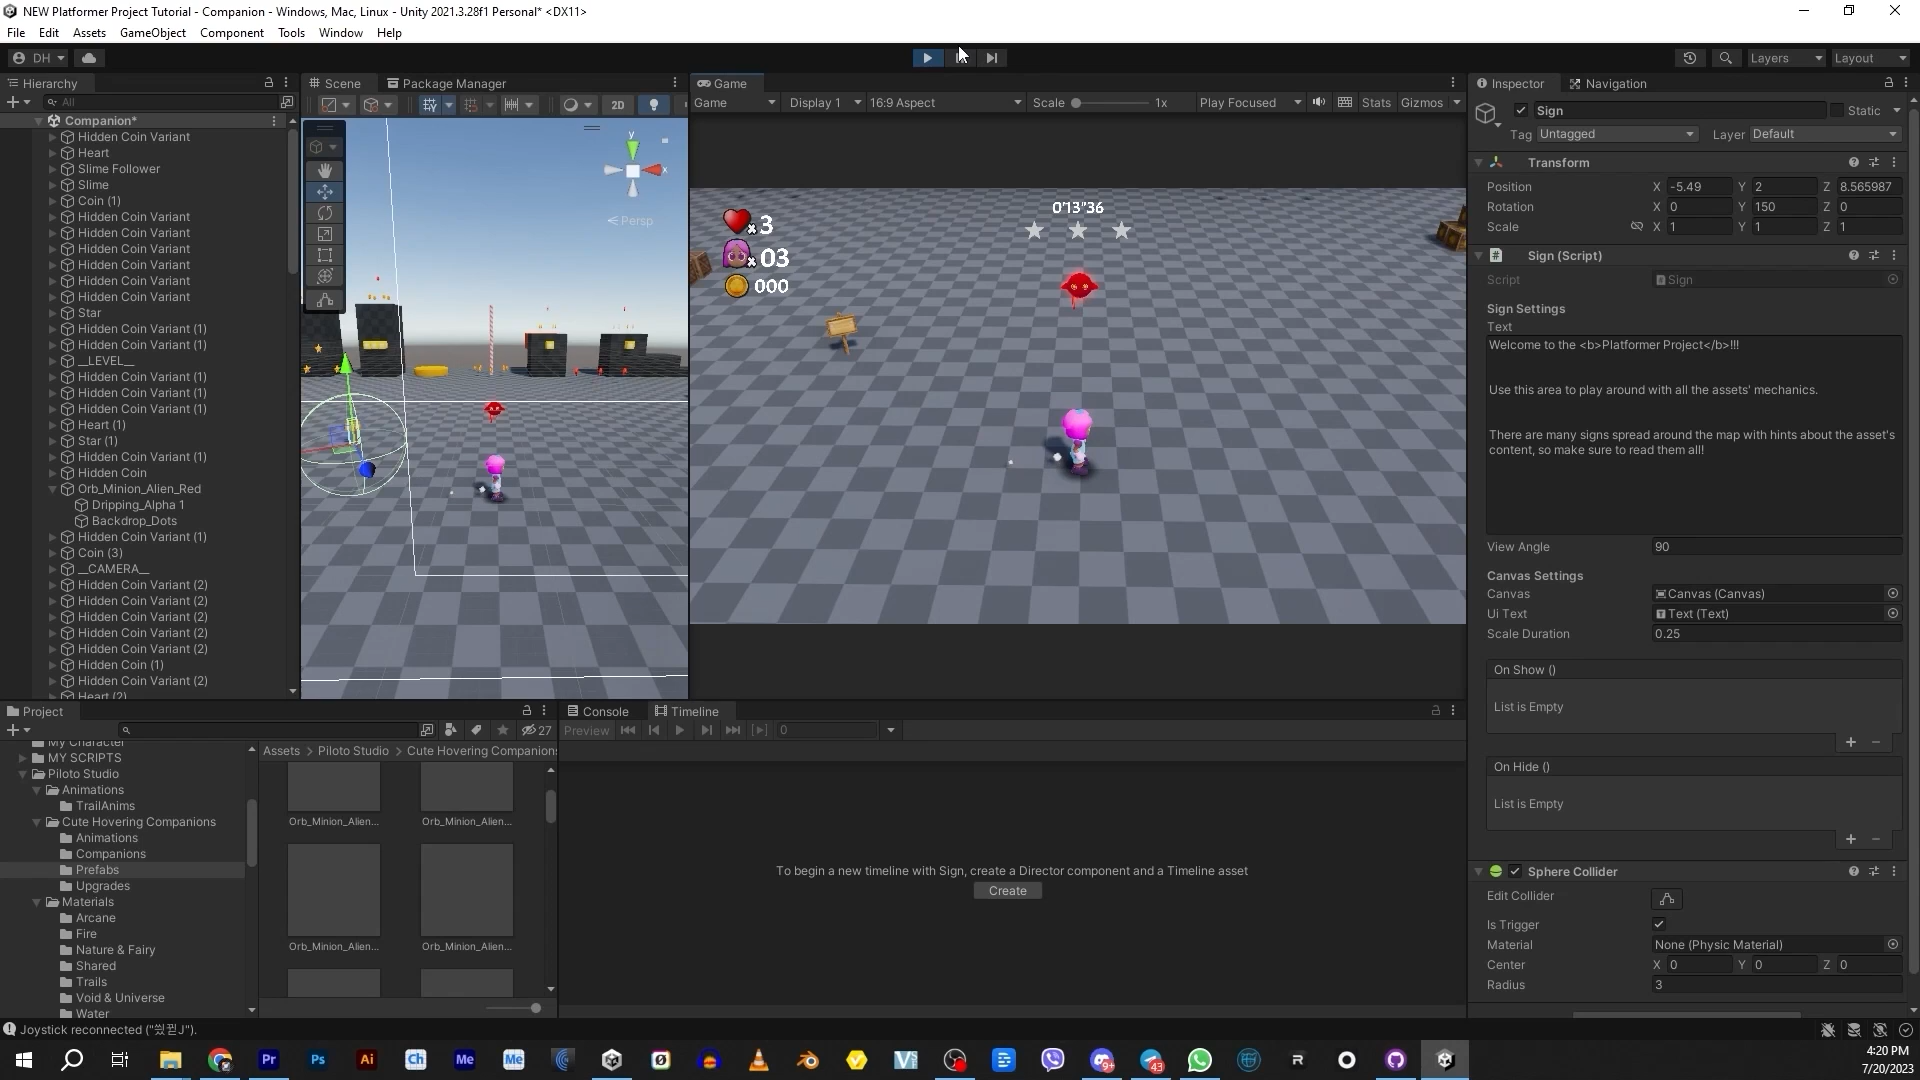 NEW Platformer Project Tutorial - Companion - Windows, Mac, Linux - Unity 2021.3.28f1 Personal* <DX11>
File Edit Assets GameObject Component Tools Window Help
DH
Layers
Layout
Hierarchy
All
Companion*
Hidden Coin Variant
Heart
Slime Follower
Slime
Coin (1)
Hidden Coin Variant
Hidden Coin Variant
Hidden Coin Variant
Hidden Coin Variant
Hidden Coin Variant
Hidden Coin Variant
Star
Hidden Coin Variant (1)
Hidden Coin Variant (1)
__LEVEL__
Hidden Coin Variant (1)
Hidden Coin Variant (1)
Hidden Coin Variant (1)
Heart (1)
Star (1)
Hidden Coin Variant (1)
Hidden Coin
Orb_Minion_Alien_Red
Dripping_Alpha 1
Backdrop_Dots
Hidden Coin Variant (1)
Coin (3)
__CAMERA__
Hidden Coin Variant (2)
Hidden Coin Variant (2)
Hidden Coin Variant (2)
Hidden Coin Variant (2)
Hidden Coin Variant (2)
Hidden Coin (1)
Hidden Coin Variant (2)
Heart (2)
Scene Package Manager
2D
y
x
Persp
Game
Game Display 1 16:9 Aspect Scale 1x Play Focused Stats Gizmos
0'13"36
x 3
x 03
000
Inspector Navigation
Sign Static
Tag Untagged Layer Default
Transform
Position X -5.49 Y 2 Z 8.565987
Rotation X 0 Y 150 Z 0
Scale X 1 Y 1 Z 1
Sign (Script)
Script Sign
Sign Settings
Text
Welcome to the <b>Platformer Project</b>!!!
Use this area to play around with all the assets' mechanics.
There are many signs spread around the map with hints about the asset's
content, so make sure to read them all!
View Angle 90
Canvas Settings
Canvas Canvas (Canvas)
Ui Text Text (Text)
Scale Duration 0.25
On Show ()
List is Empty
On Hide ()
List is Empty
Sphere Collider
Edit Collider
Is Trigger
Material None (Physic Material)
Center X 0 Y 0 Z 0
Radius 3
Project
27
My Character
MY SCRIPTS
Piloto Studio
Animations
TrailAnims
Cute Hovering Companions
Animations
Companions
Prefabs
Upgrades
Materials
Arcane
Fire
Nature & Fairy
Shared
Trails
Void & Universe
Water
Assets > Piloto Studio > Cute Hovering Companions
Orb_Minion_Alien... Orb_Minion_Alien...
Orb_Minion_Alien... Orb_Minion_Alien...
Console Timeline
Preview 0
To begin a new timeline with Sign, create a Director component and a Timeline asset
Create
Pr Ps Ai Ch Me Me
9+
43
4:20 PM
7/20/2023